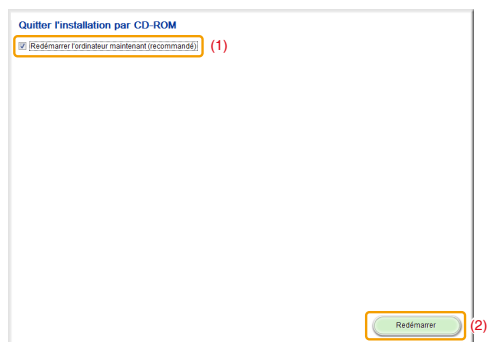 Quitter l'installation par CD-ROM
Redémarrer l'ordinateur maintenant (recommandé)
(1)
Redémarrer
(2)